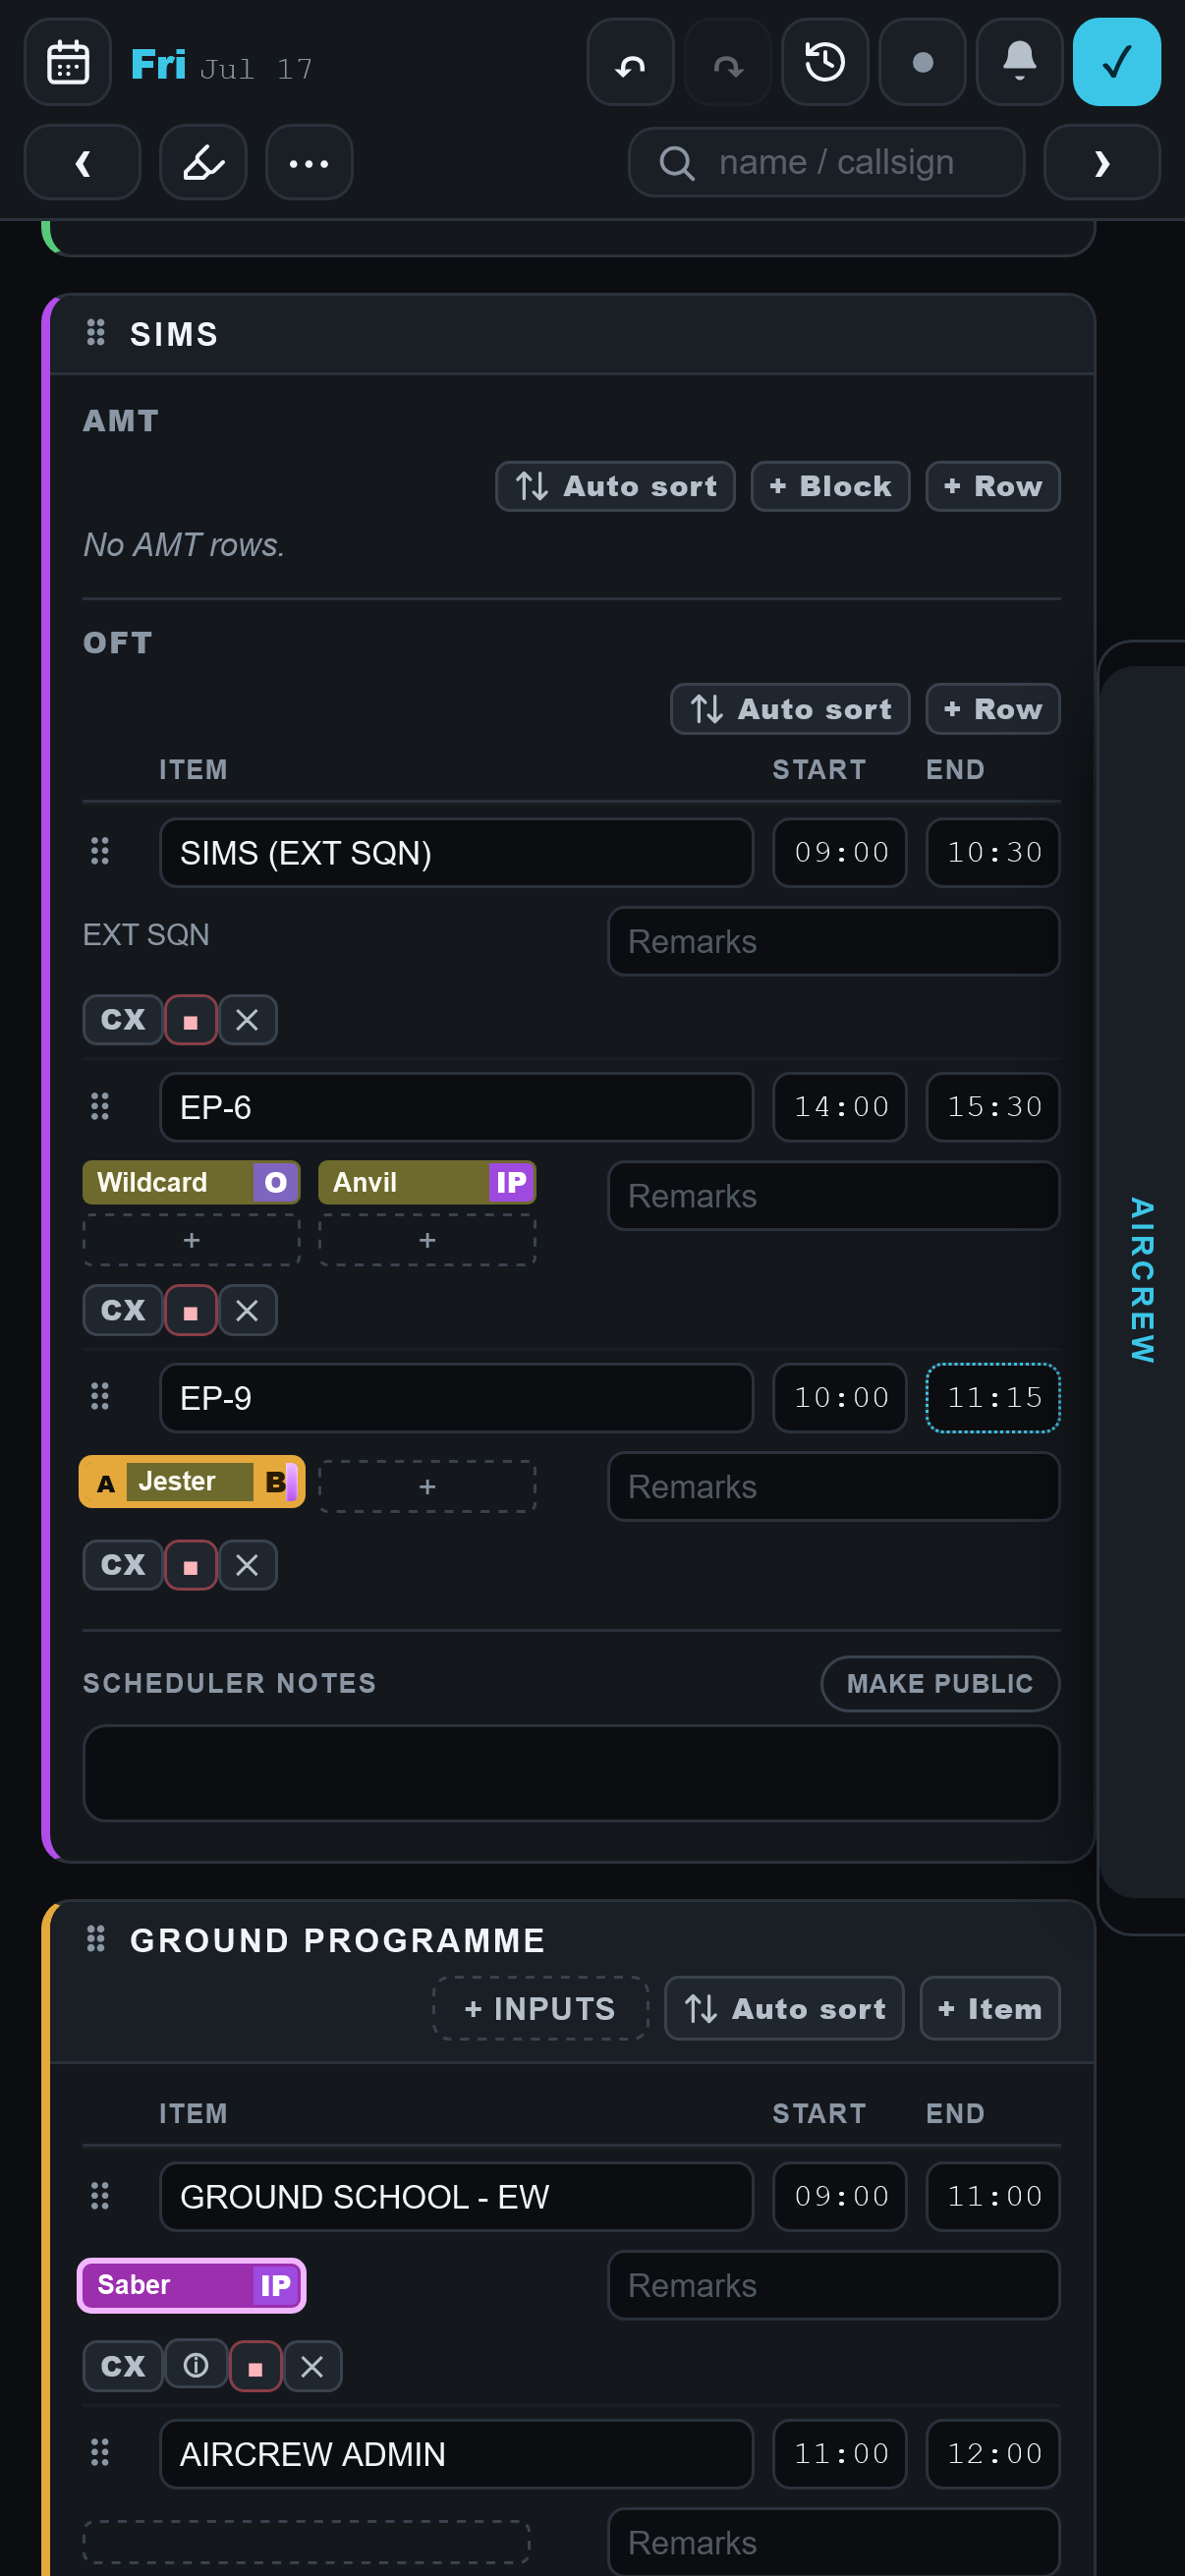 Fri Jul 17
name / callsign
SIMS
AMT
Auto sort + Block + Row
No AMT rows.
OFT
Auto sort + Row
ITEM START END
SIMS (EXT SQN) 09:00 10:30
EXT SQN Remarks
CX
EP-6 14:00 15:30
Wildcard O Anvil IP Remarks
+ +
CX
EP-9 10:00 11:15
A Jester B + Remarks
CX
SCHEDULER NOTES MAKE PUBLIC
AIRCREW
GROUND PROGRAMME
+ INPUTS Auto sort + Item
ITEM START END
GROUND SCHOOL - EW 09:00 11:00
Saber IP Remarks
CX
AIRCREW ADMIN 11:00 12:00
Remarks